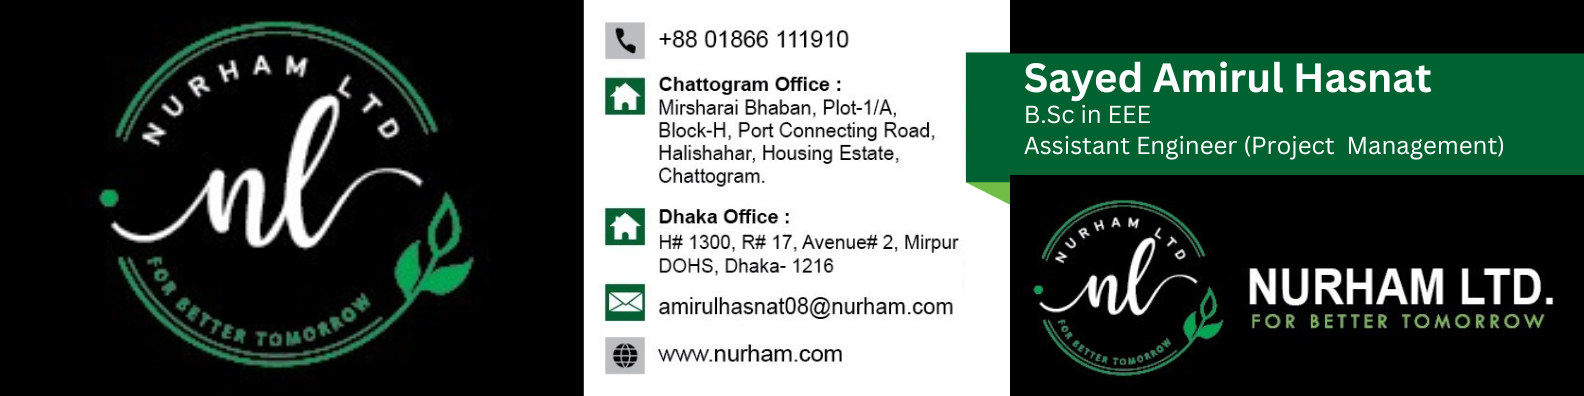 NURHAM LTD
nl
FOR BETTER TOMORROW
+88 01866 111910
Chattogram Office :
Mirsharai Bhaban, Plot-1/A,
Block-H, Port Connecting Road,
Halishahar, Housing Estate,
Chattogram.
Dhaka Office :
H# 1300, R# 17, Avenue# 2, Mirpur
DOHS, Dhaka- 1216
amirulhasnat08@nurham.com
www.nurham.com
Sayed Amirul Hasnat
B.Sc in EEE
Assistant Engineer (Project  Management)
NURHAM LTD
nl
FOR BETTER TOMORROW
NURHAM LTD.
FOR BETTER TOMORROW